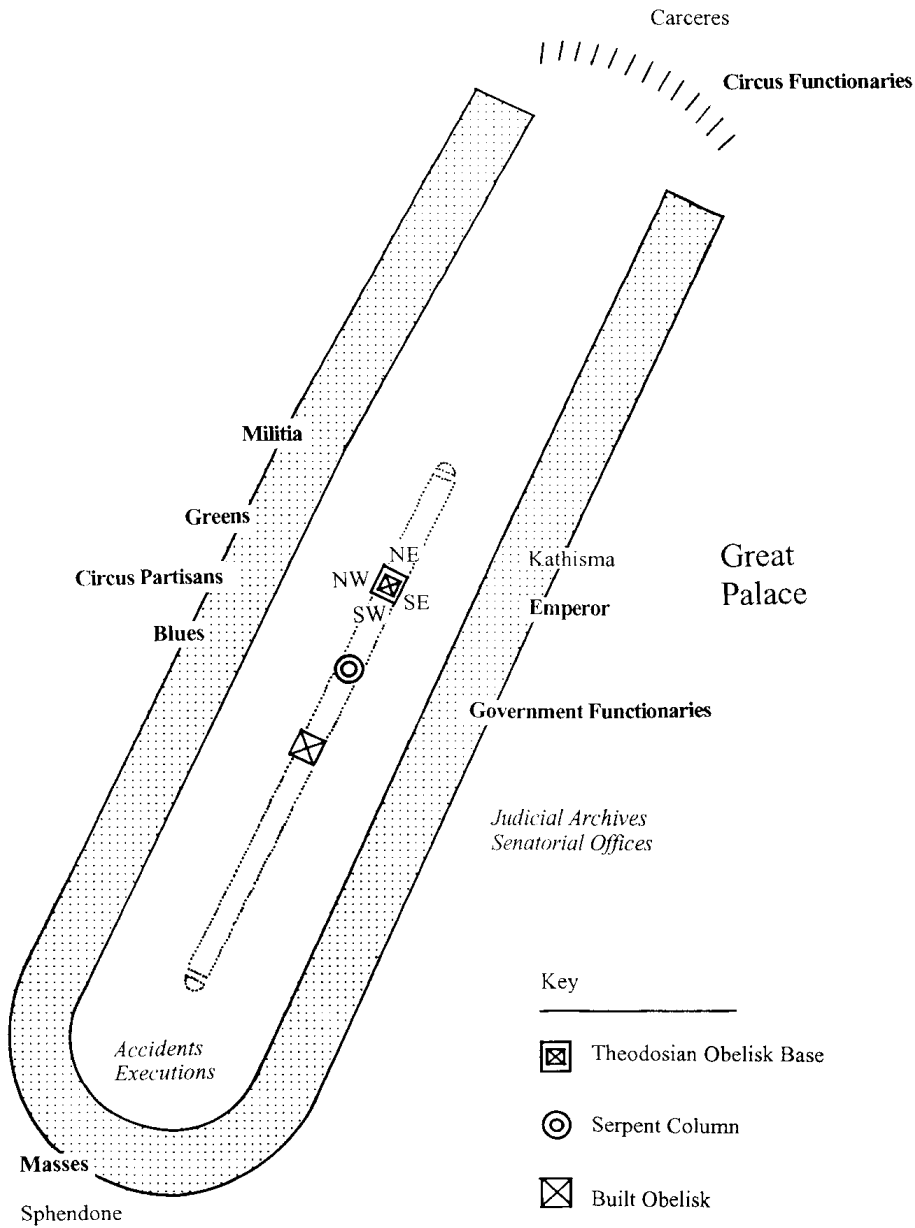 Carceres
Circus Functionaries
Militia
Greens
Circus Partisans
Blues
NE
NW
SE
SW
Kathisma
Emperor
Great
Palace
Government Functionaries
Judicial Archives
Senatorial Offices
Accidents
Executions
Masses
Sphendone
Key
Theodosian Obelisk Base
Serpent Column
Built Obelisk